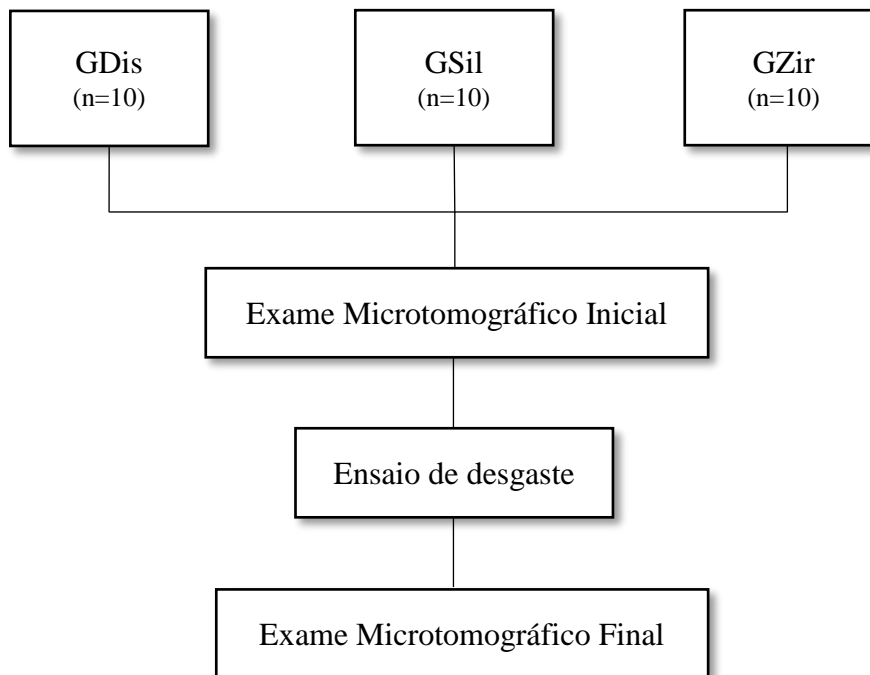 GDis
(n=10)
GSil
(n=10)
GZir
(n=10)
Exame Microtomográfico Inicial
Ensaio de desgaste
Exame Microtomográfico Final